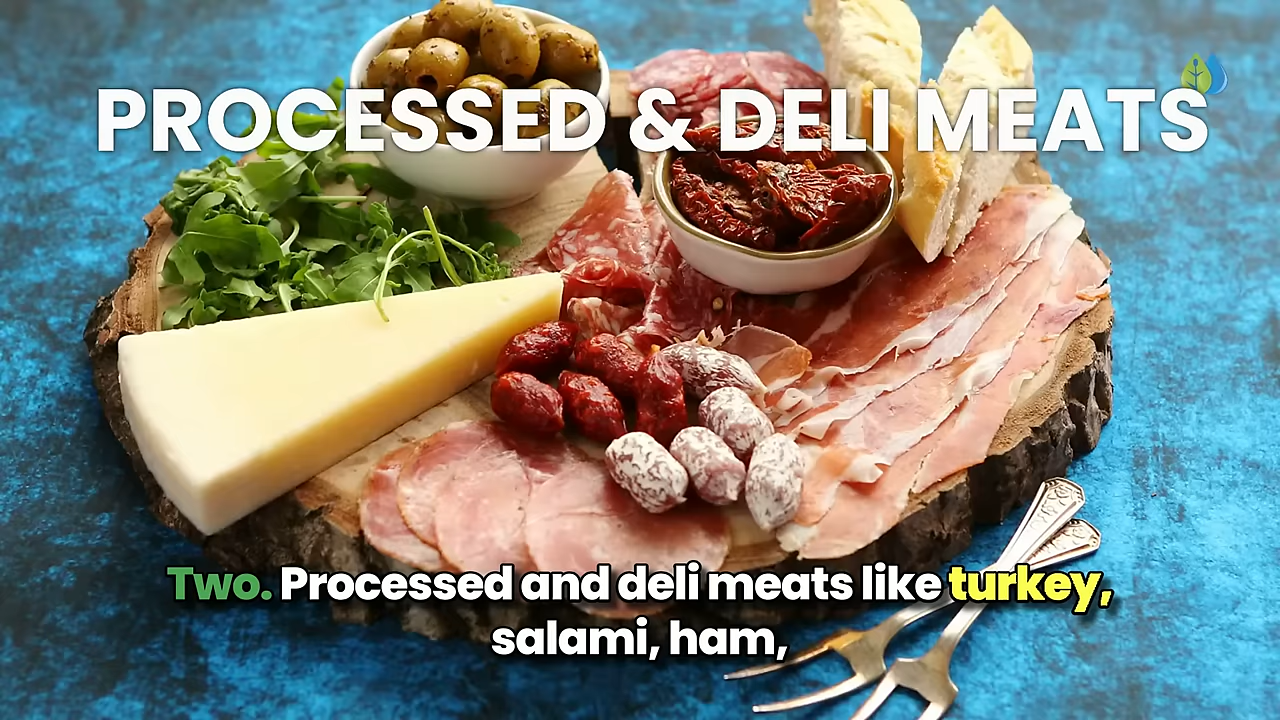 PROCESSED & DELI MEATS
Two. Processed and deli meats like turkey,
salami, ham,